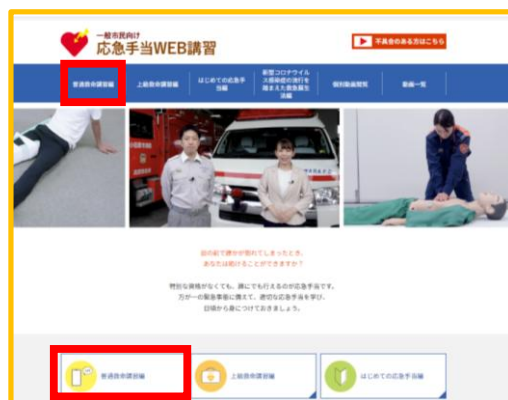 一般市民向け
応急手当WEB講習
不具合のある方はこちら
普通救命講習編
上級救命講習編
はじめての応急手
当編
新型コロナウイル
ス感染症の流行を
踏まえた救急蘇生
法編
個別動画閲覧
動画一覧
目の前で誰かが倒れてしまったとき、
あなたは助けることができますか？
特別な資格がなくても、誰にでも行えるのが応急手当です。
万が一の緊急事態に備えて、適切な応急手当を学び、
日頃から身につけておきましょう。
普通救命講習編
上級救命講習編
はじめての応急手当編